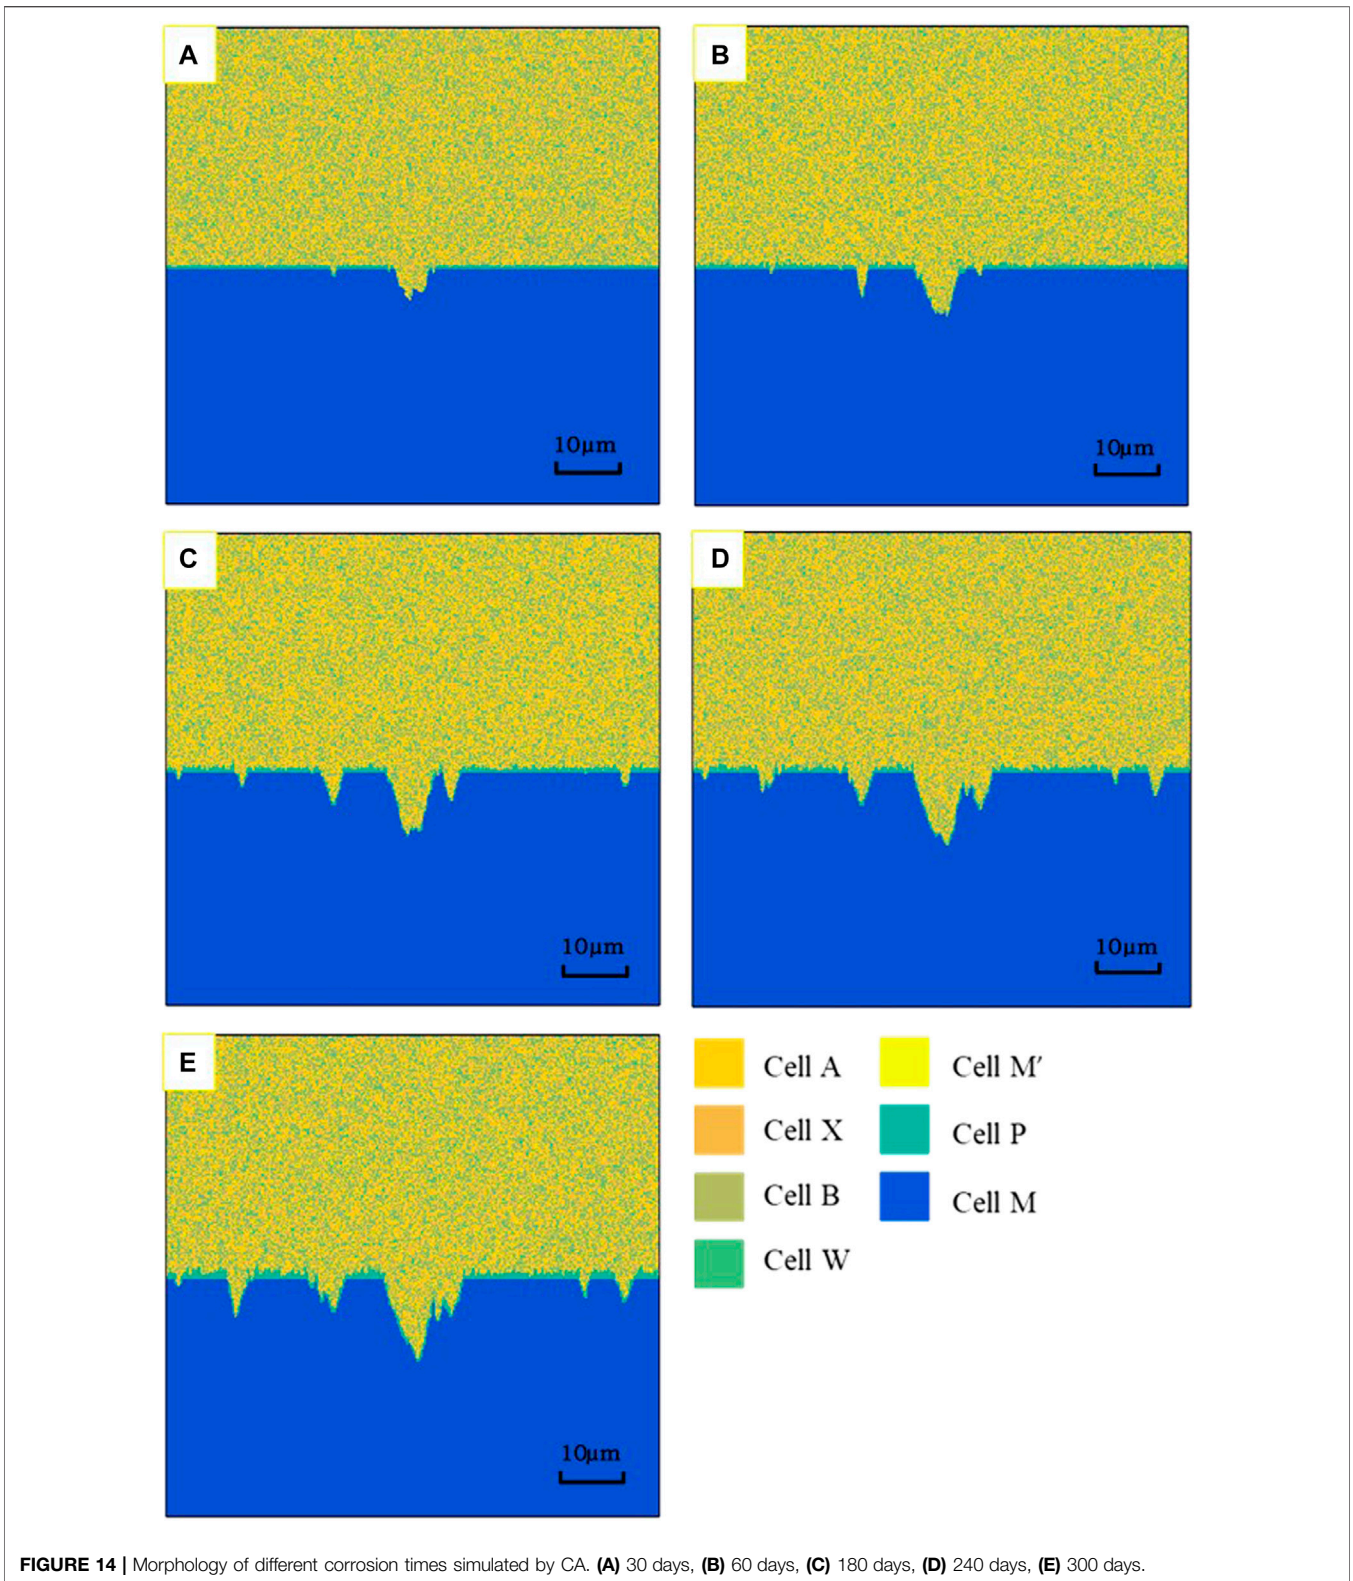 A
B
10μm
10μm
C
D
10μm
10μm
E
Cell A
Cell M′
Cell X
Cell P
Cell B
Cell M
Cell W
10μm
FIGURE 14 | Morphology of different corrosion times simulated by CA. (A) 30 days, (B) 60 days, (C) 180 days, (D) 240 days, (E) 300 days.